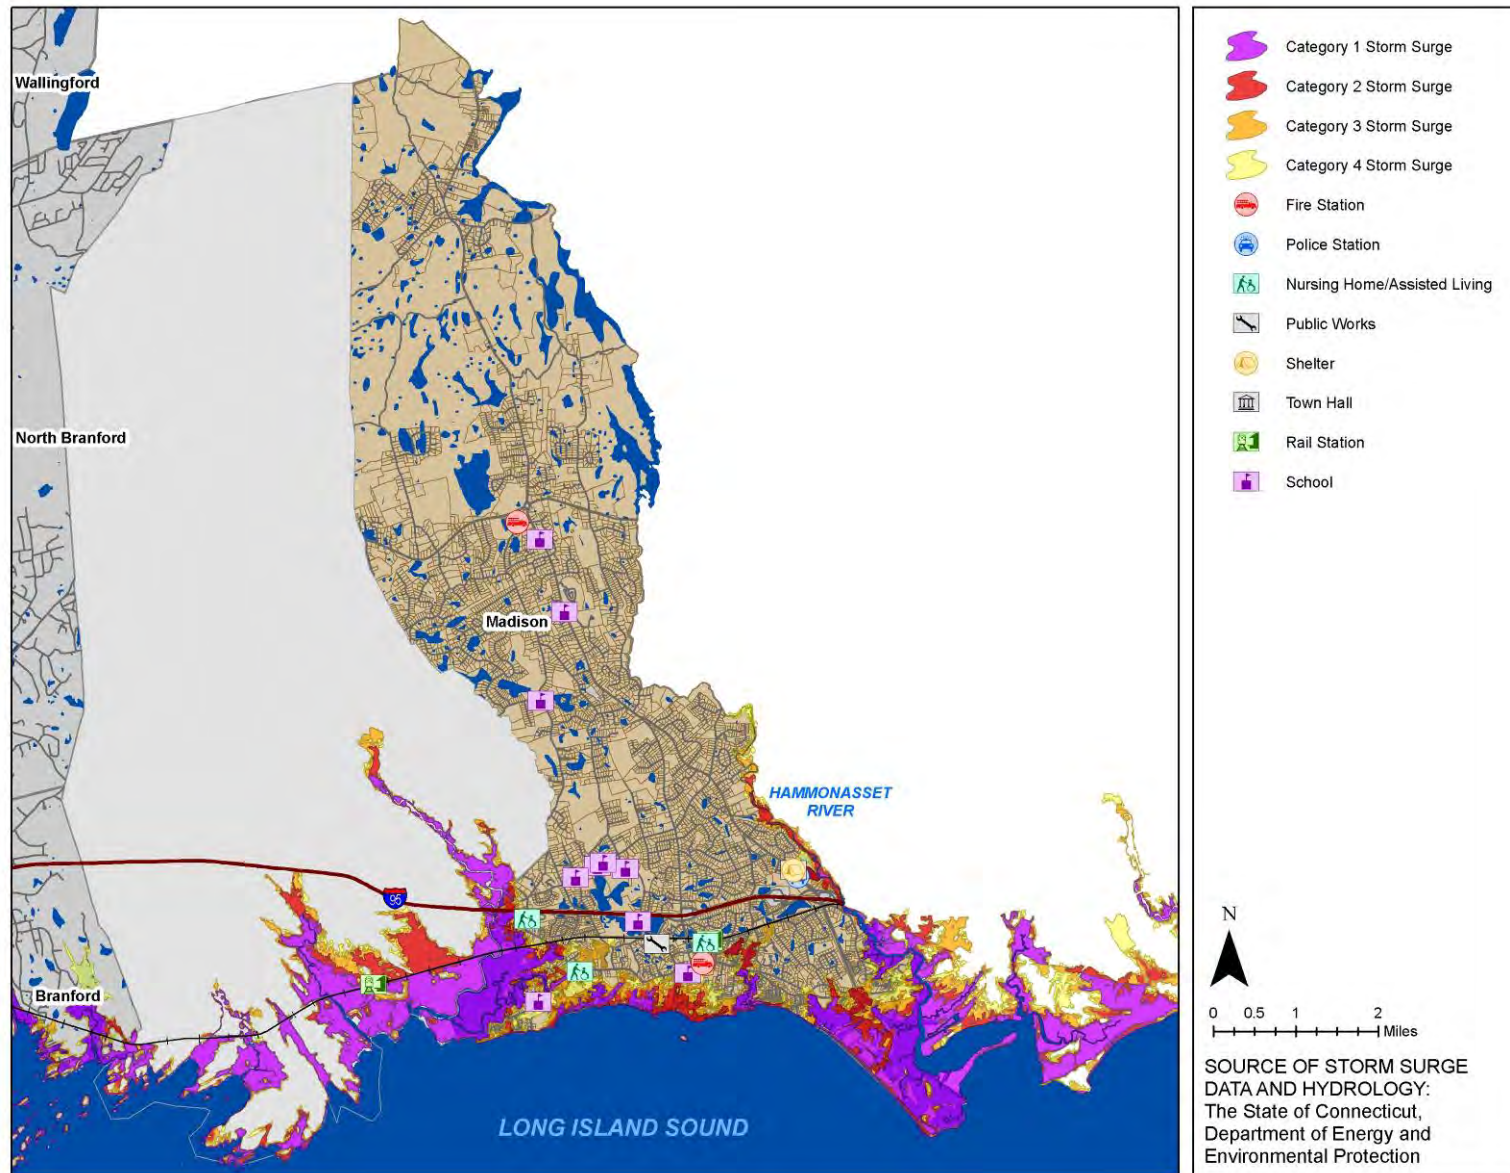 Wallingford
North Branford
Madison
HAMMONASSET
RIVER
95
Branford
LONG ISLAND SOUND
Category 1 Storm Surge
Category 2 Storm Surge
Category 3 Storm Surge
Category 4 Storm Surge
Fire Station
Police Station
Nursing Home/Assisted Living
Public Works
Shelter
Town Hall
Rail Station
School
N
0 0.5 1 2
Miles
SOURCE OF STORM SURGE
DATA AND HYDROLOGY:
The State of Connecticut,
Department of Energy and
Environmental Protection